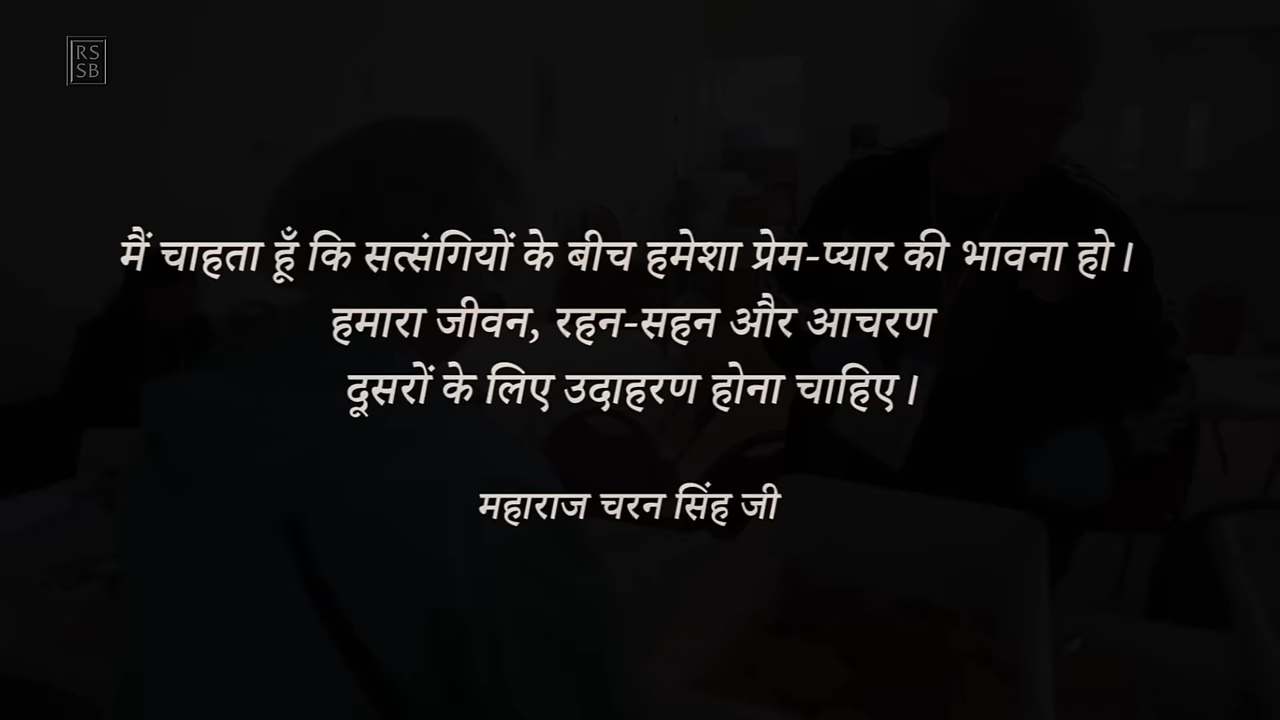 RS
SB
मैं चाहता हूँ कि सत्संगियों के बीच हमेशा प्रेम-प्यार की भावना हो।
हमारा जीवन, रहन-सहन और आचरण
दूसरों के लिए उदाहरण होना चाहिए।
महाराज चरन सिंह जी